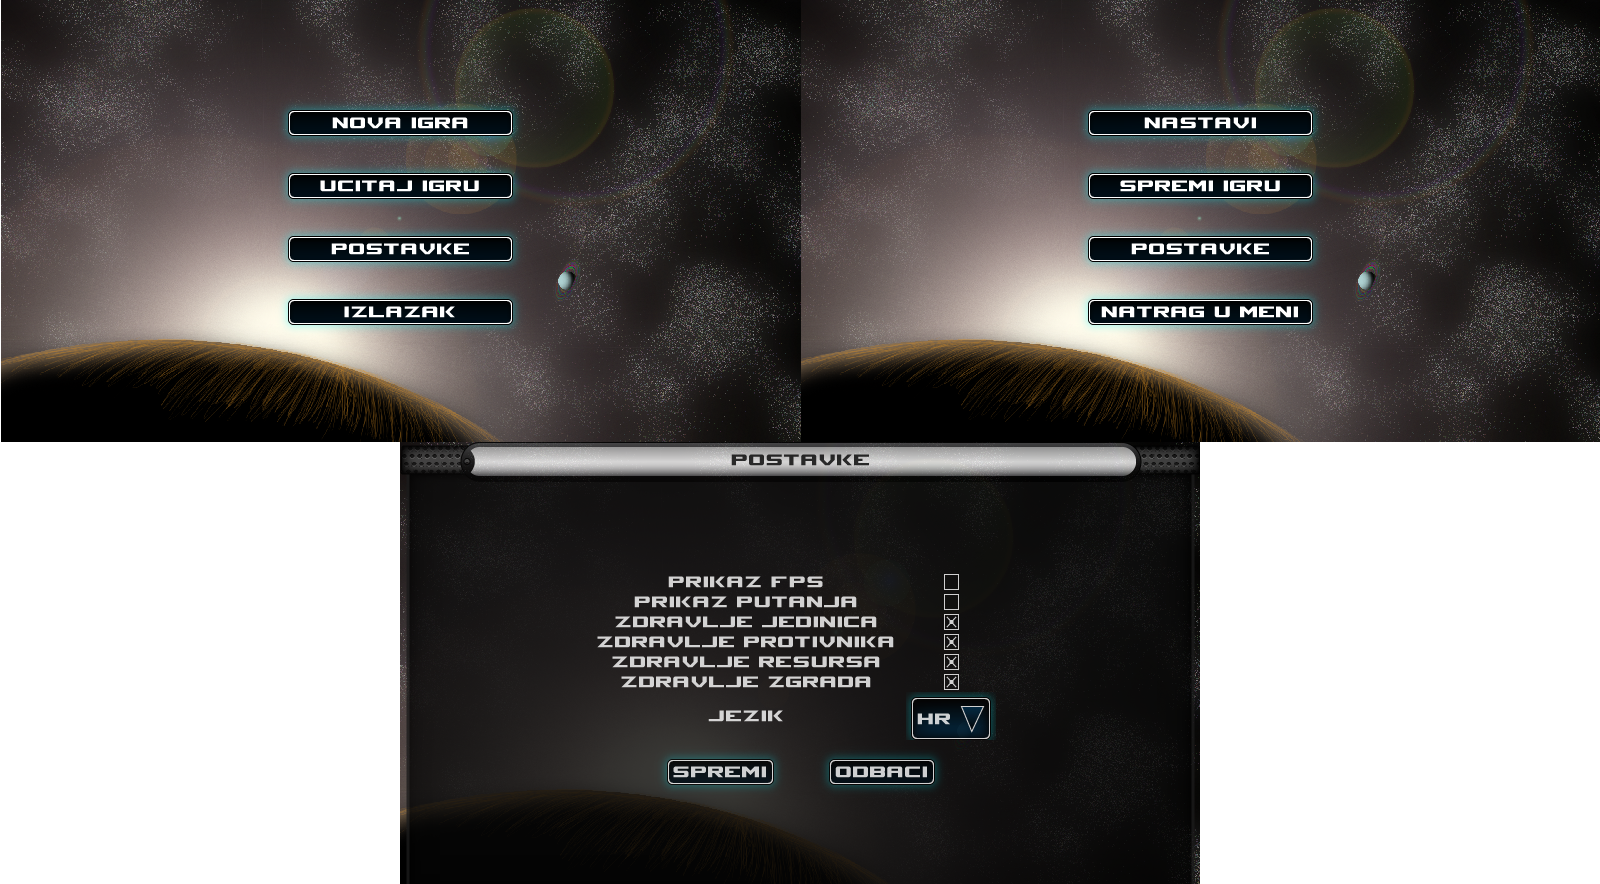 NOVA IGRA
UCITAJ IGRU
POSTAVKE
IZLAZAK
NASTAVI
SPREMI IGRU
POSTAVKE
NATRAG U MENI
POSTAVKE
PRIKAZ FPS
PRIKAZ PUTANJA
ZDRAVLJE JEDINICA
ZDRAVLJE PROTIVNIKA
ZDRAVLJE RESURSA
ZDRAVLJE ZGRADA
JEZIK HR
SPREMI ODBACI